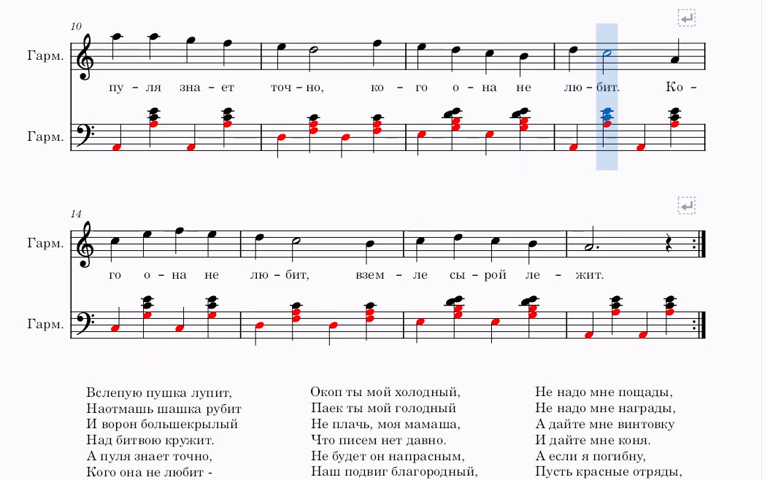 10
Гарм.
пу - ля зна - ет точ - но, ко - го о - на не лю - бит. Ко -
Гарм.
14
Гарм.
го о - на не лю - бит, взем - ле сы - рой ле - жит.
Гарм.
Вслепую пушка лупит,
Наотмашь шашка рубит
И ворон большекрылый
Над битвою кружит.
А пуля знает точно,
Кого она не любит -
Окоп ты мой холодный,
Паек ты мой голодный
Не плачь, моя мамаша,
Что писем нет давно.
Не будет он напрасным,
Наш подвиг благородный,
Не надо мне пощады,
Не надо мне награды,
А дайте мне винтовку
И дайте мне коня.
А если я погибну,
Пусть красные отряды,